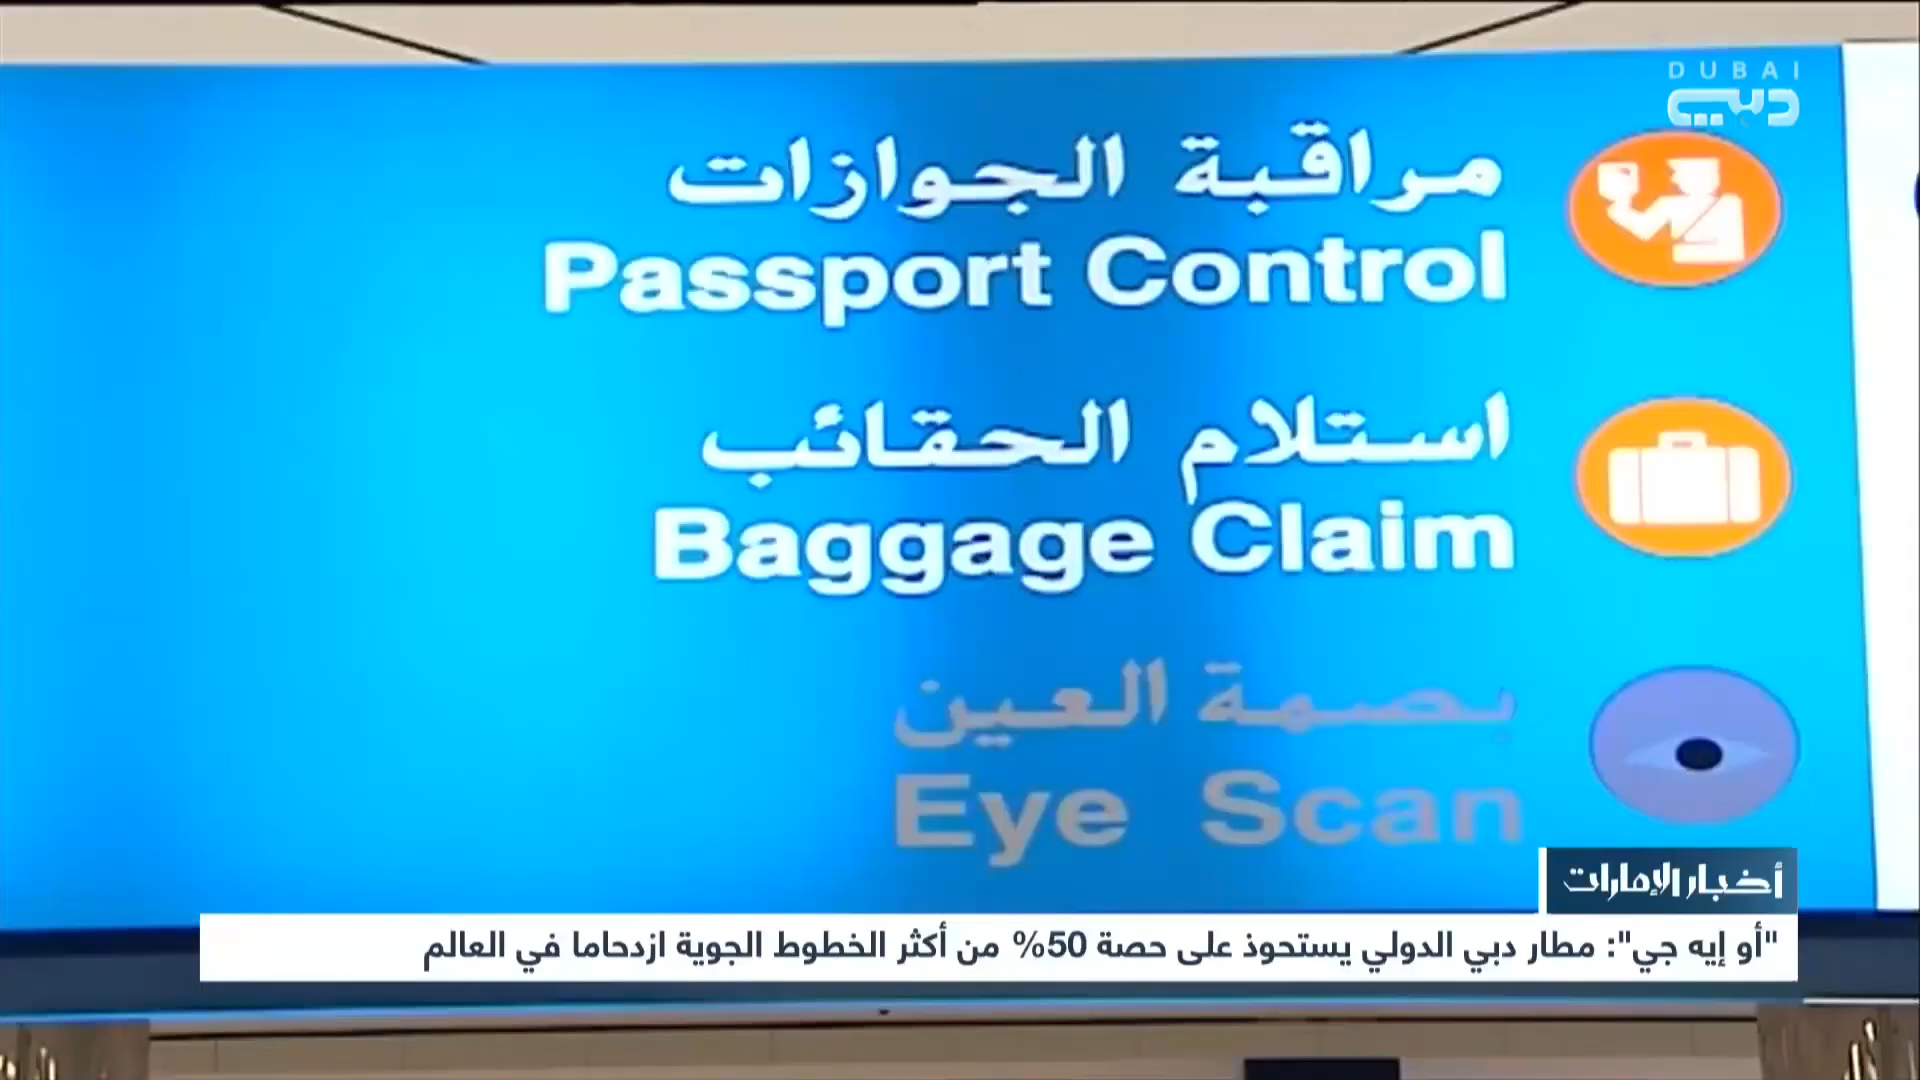 DUBAI
دبي
مراقبة الجوازات
Passport Control
استلام الحقائب
Baggage Claim
بصمة العين
Eye Scan
أخبار الإمارات
"أو إيه جي": مطار دبي الدولي يستحوذ على حصة 50% من أكثر الخطوط الجوية ازدحاما في العالم